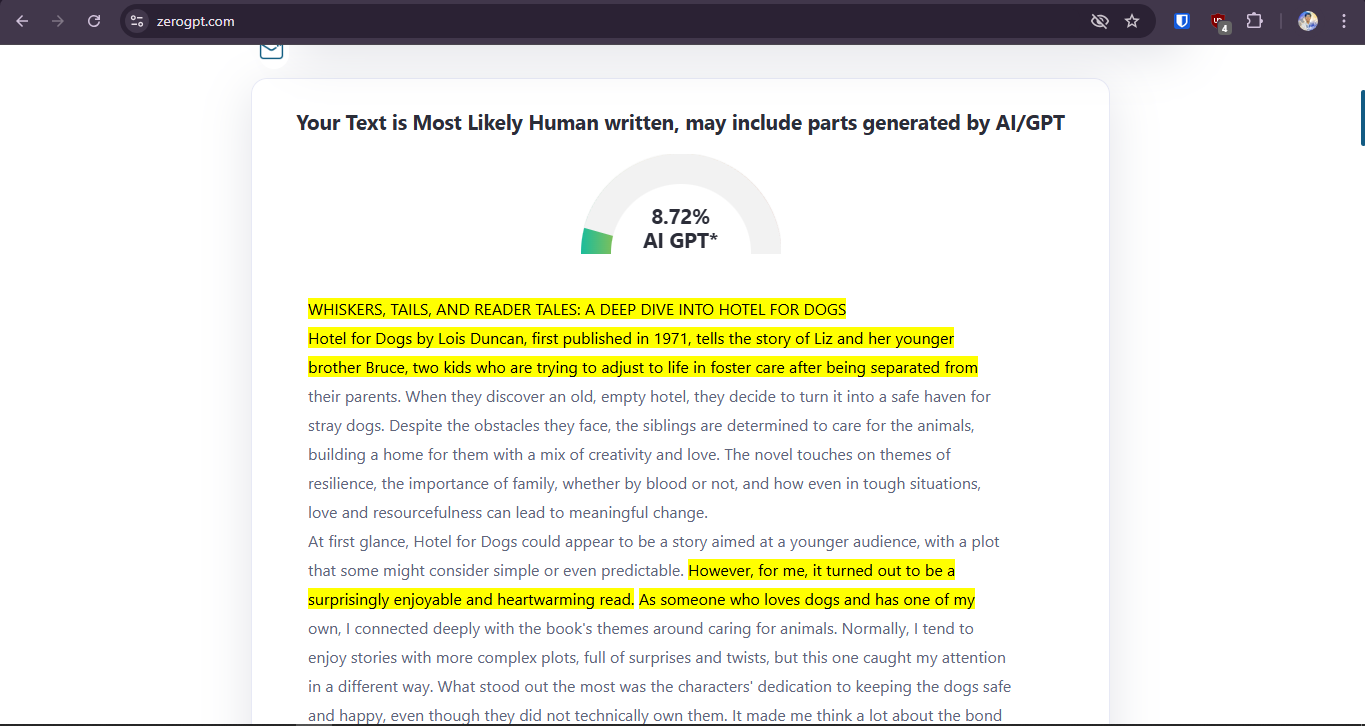 zerogpt.com
4
Your Text is Most Likely Human written, may include parts generated by AI/GPT
8.72%
AI GPT*
WHISKERS, TAILS, AND READER TALES: A DEEP DIVE INTO HOTEL FOR DOGS
Hotel for Dogs by Lois Duncan, first published in 1971, tells the story of Liz and her younger
brother Bruce, two kids who are trying to adjust to life in foster care after being separated from
their parents. When they discover an old, empty hotel, they decide to turn it into a safe haven for
stray dogs. Despite the obstacles they face, the siblings are determined to care for the animals,
building a home for them with a mix of creativity and love. The novel touches on themes of
resilience, the importance of family, whether by blood or not, and how even in tough situations,
love and resourcefulness can lead to meaningful change.
At first glance, Hotel for Dogs could appear to be a story aimed at a younger audience, with a plot
that some might consider simple or even predictable. However, for me, it turned out to be a
surprisingly enjoyable and heartwarming read. As someone who loves dogs and has one of my
own, I connected deeply with the book's themes around caring for animals. Normally, I tend to
enjoy stories with more complex plots, full of surprises and twists, but this one caught my attention
in a different way. What stood out the most was the characters' dedication to keeping the dogs safe
and happy, even though they did not technically own them. It made me think a lot about the bond